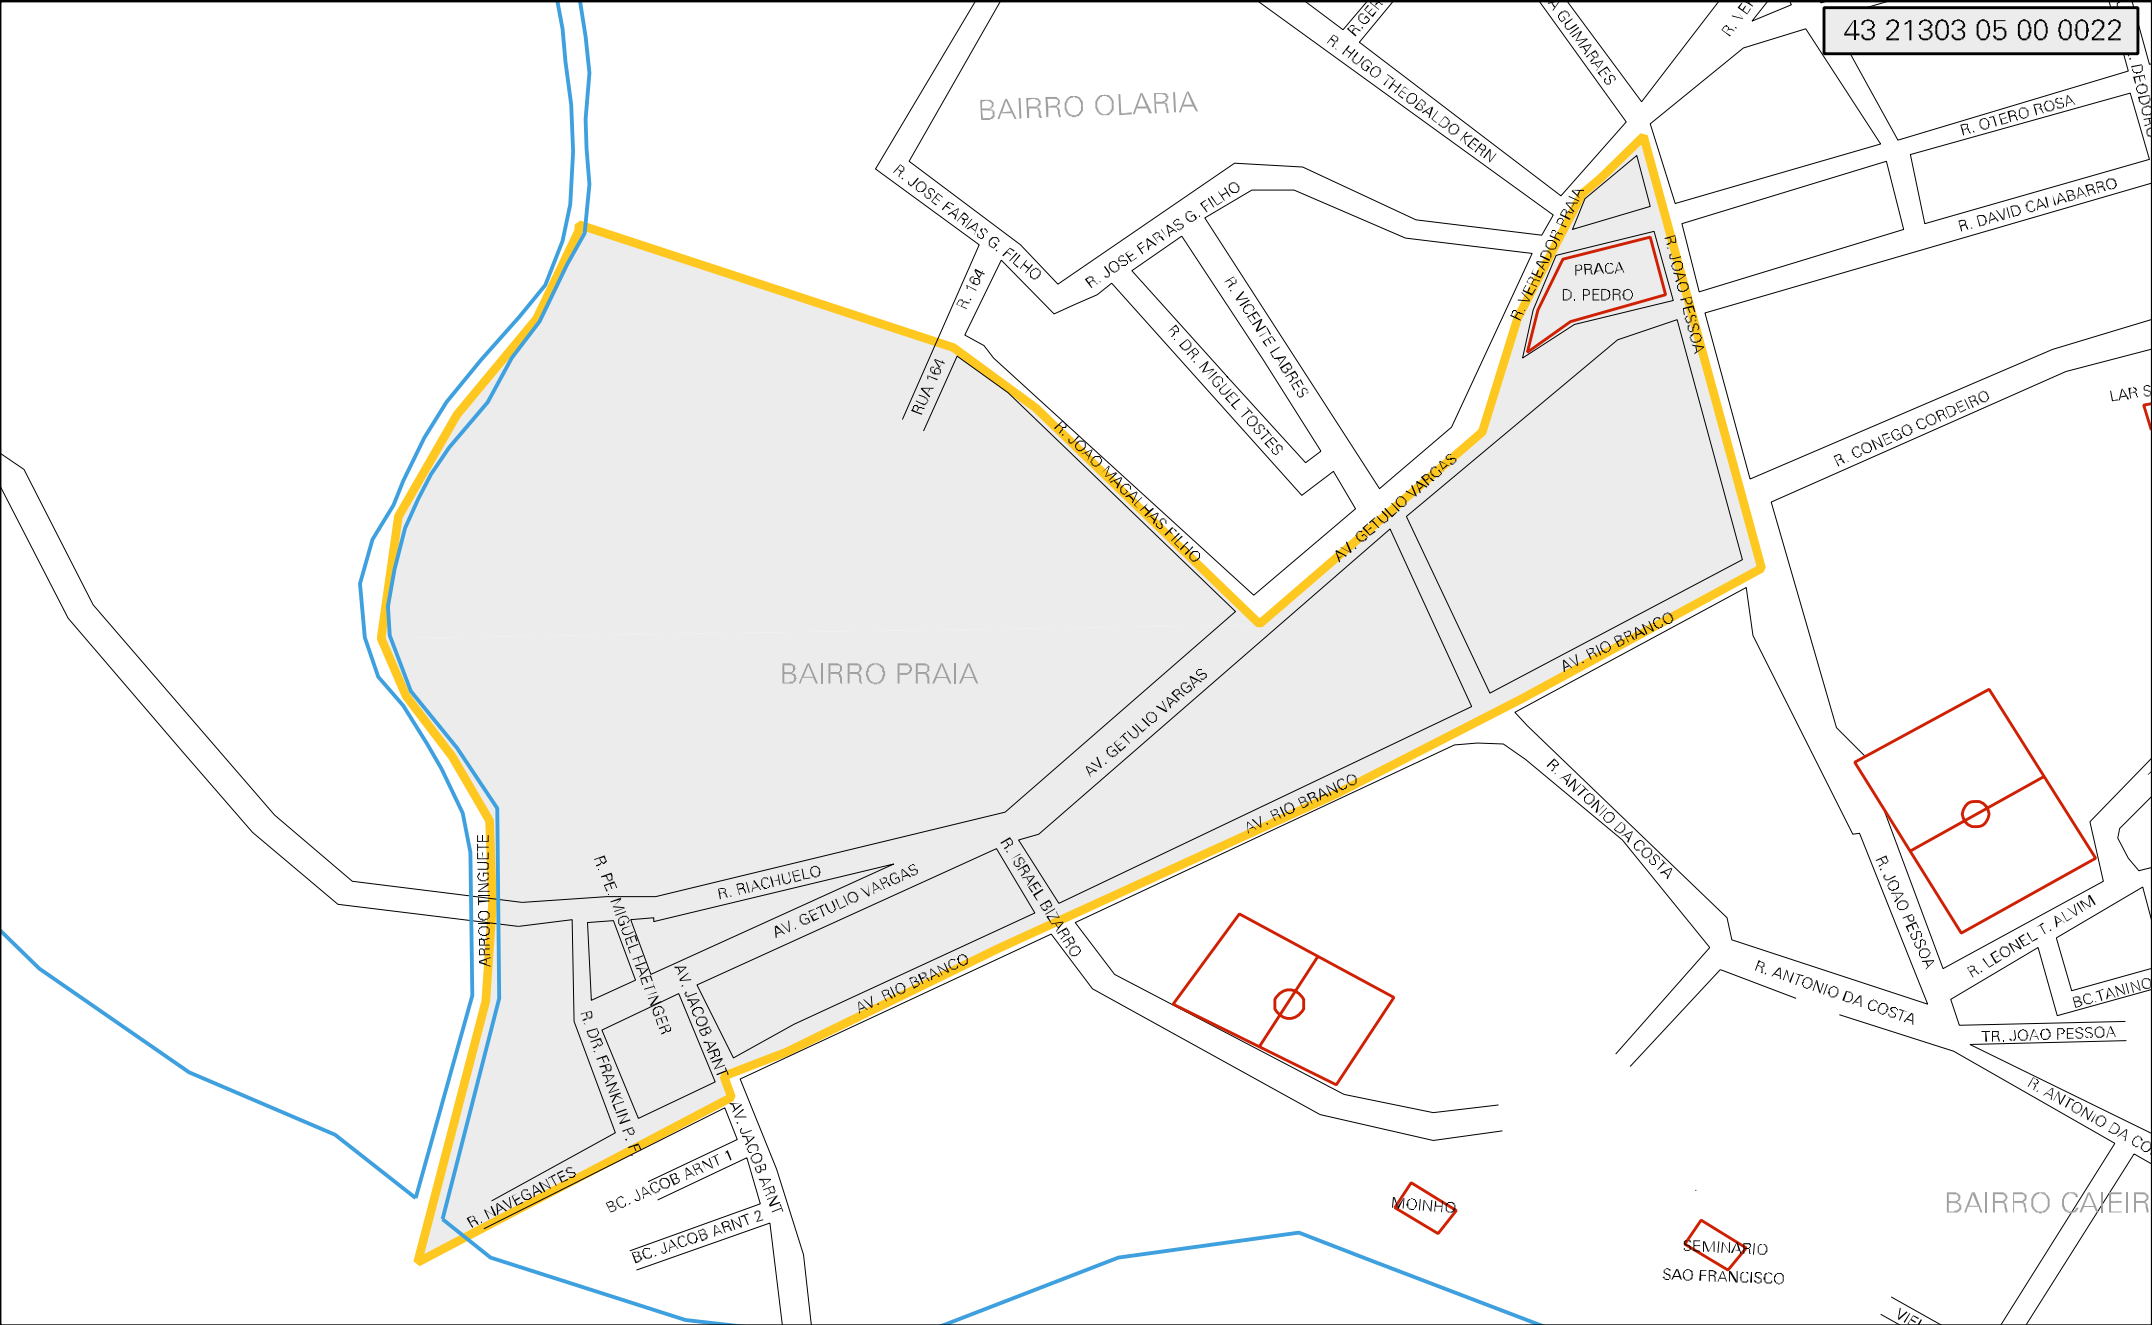 43 21303 05 00 0022
R. HUGO THEOBALDO KERN
A GUIMARAES
BAIRRO OLARIA
R. OTERO ROSA
R. DAVID CANABARRO
R. JOSE FARIAS G. FILHO
R. JOSE FARIAS G. FILHO
R. VEREADOR PRAIA
R. JOAO PESSOA
PRACA
D. PEDRO
R. 164
RUA 164
R. VICENTE LABRES
R. DR. MIGUEL TOSTES
R. CONEGO CORDEIRO
LAR S
R. JOAO MAGALHAS FILHO
AV. GETULIO VARGAS
AV. RIO BRANCO
BAIRRO PRAIA
AV. GETULIO VARGAS
AV. RIO BRANCO
R. ANTONIO DA COSTA
ARROIO TINGUETE
R. PE. MIGUEL HAETINGER
R. RIACHUELO
AV. GETULIO VARGAS
R. ISRAEL BIZARRO
R. JOAO PESSOA
R. LEONEL T. ALVIM
AV. RIO BRANCO
AV. JACOB ARNT
R. ANTONIO DA COSTA
BC. TANINO
TR. JOAO PESSOA
R. DR. FRANKLIN P. F.
R. ANTONIO DA CO
R. NAVEGANTES
BC. JACOB ARNT 1
AV. JACOB ARNT
BC. JACOB ARNT 2
MOINHO
SEMINARIO
SAO FRANCISCO
BAIRRO CAIEIR